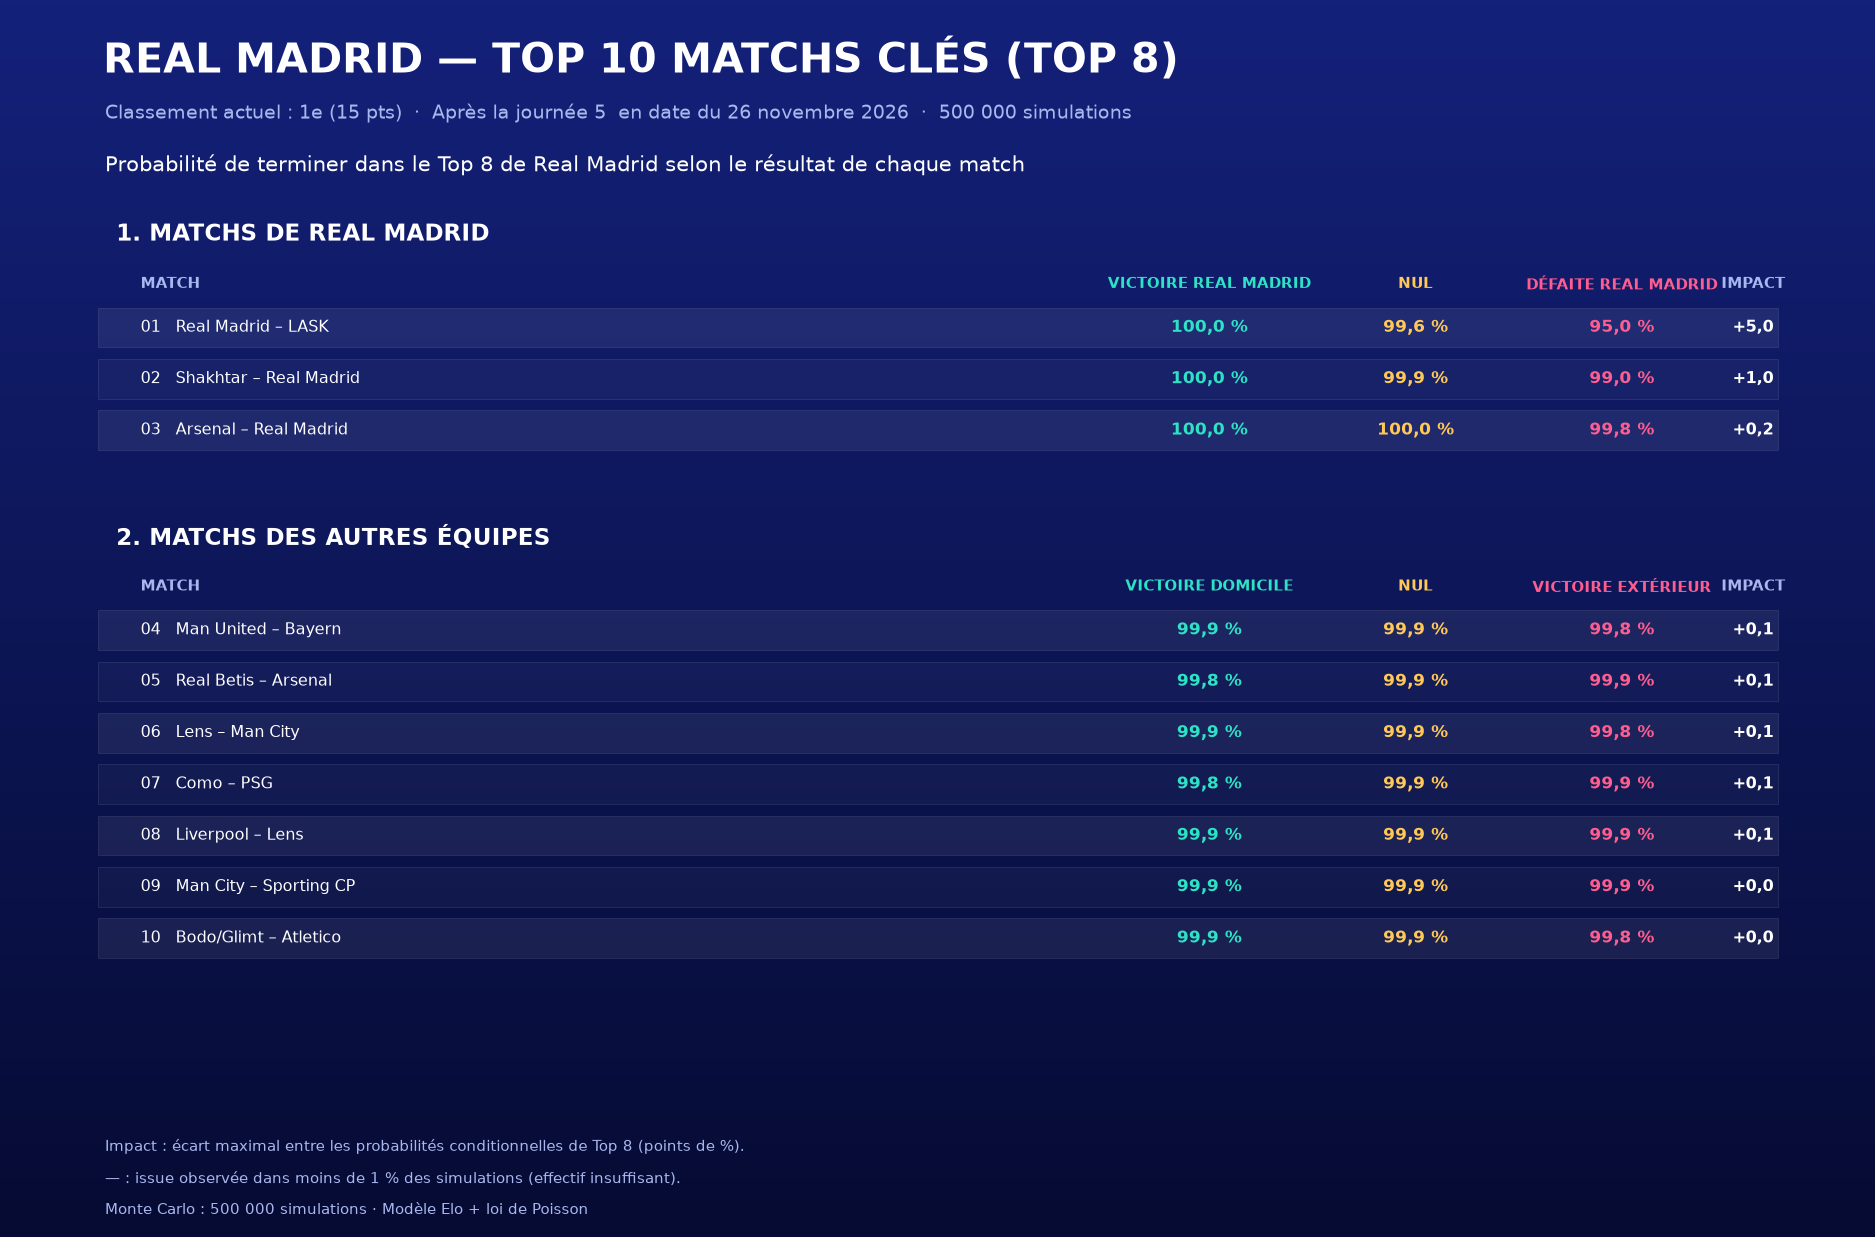 REAL MADRID — TOP 10 MATCHS CLÉS (TOP 8)
Classement actuel : 1e (15 pts) · Après la journée 5 en date du 26 novembre 2026 · 500 000 simulations
Probabilité de terminer dans le Top 8 de Real Madrid selon le résultat de chaque match
1. MATCHS DE REAL MADRID
MATCH VICTOIRE REAL MADRID NUL DÉFAITE REAL MADRID IMPACT
01 Real Madrid – LASK 100,0 % 99,6 % 95,0 % +5,0
02 Shakhtar – Real Madrid 100,0 % 99,9 % 99,0 % +1,0
03 Arsenal – Real Madrid 100,0 % 100,0 % 99,8 % +0,2
2. MATCHS DES AUTRES ÉQUIPES
MATCH VICTOIRE DOMICILE NUL VICTOIRE EXTÉRIEUR IMPACT
04 Man United – Bayern 99,9 % 99,9 % 99,8 % +0,1
05 Real Betis – Arsenal 99,8 % 99,9 % 99,9 % +0,1
06 Lens – Man City 99,9 % 99,9 % 99,8 % +0,1
07 Como – PSG 99,8 % 99,9 % 99,9 % +0,1
08 Liverpool – Lens 99,9 % 99,9 % 99,9 % +0,1
09 Man City – Sporting CP 99,9 % 99,9 % 99,9 % +0,0
10 Bodo/Glimt – Atletico 99,9 % 99,9 % 99,8 % +0,0
Impact : écart maximal entre les probabilités conditionnelles de Top 8 (points de %).
— : issue observée dans moins de 1 % des simulations (effectif insuffisant).
Monte Carlo : 500 000 simulations · Modèle Elo + loi de Poisson